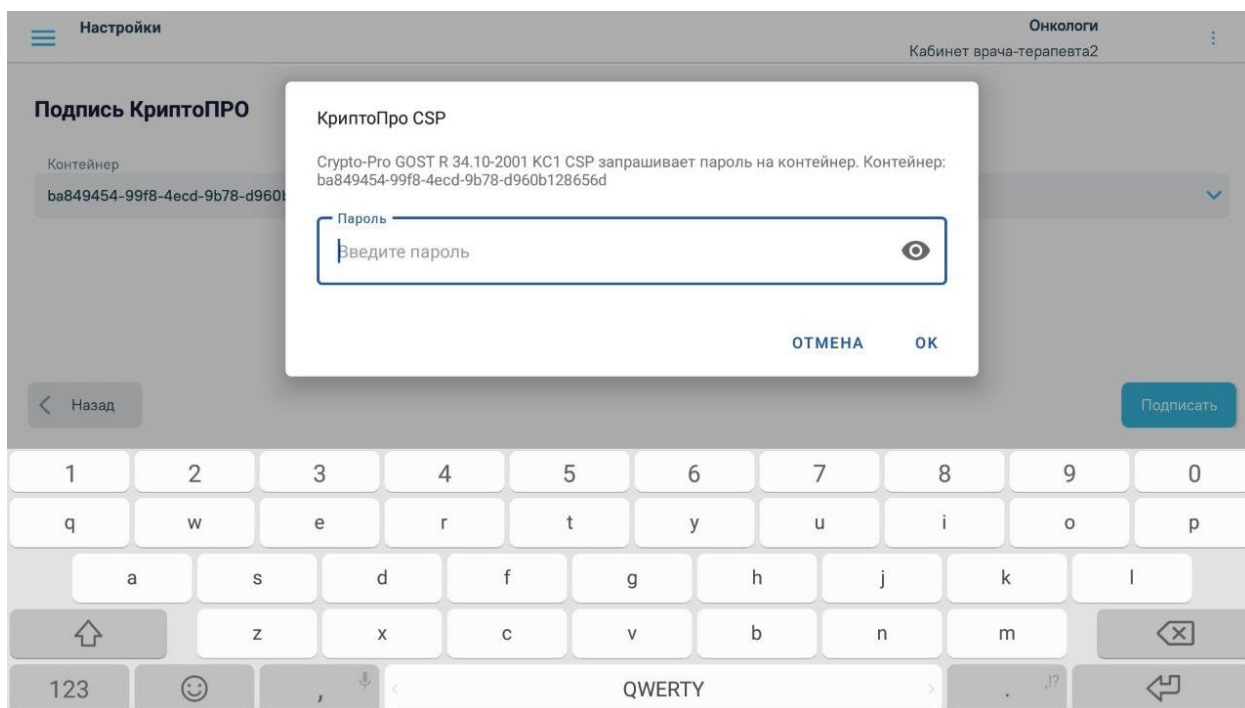 Настройки
Онкологи
Кабинет врача-терапевта2
Подпись КриптоПРО
Контейнер
ba849454-99f8-4ecd-9b78-d960b
КриптоПро CSP
Crypto-Pro GOST R 34.10-2001 KC1 CSP запрашивает пароль на контейнер. Контейнер:
ba849454-99f8-4ecd-9b78-d960b128656d
Пароль
Введите пароль
ОТМЕНА OK
Назад
Подписать
1 2 3 4 5 6 7 8 9 0
q w e r t y u i o p
a s d f g h j k l
z x c v b n m
123 , QWERTY . ,!?